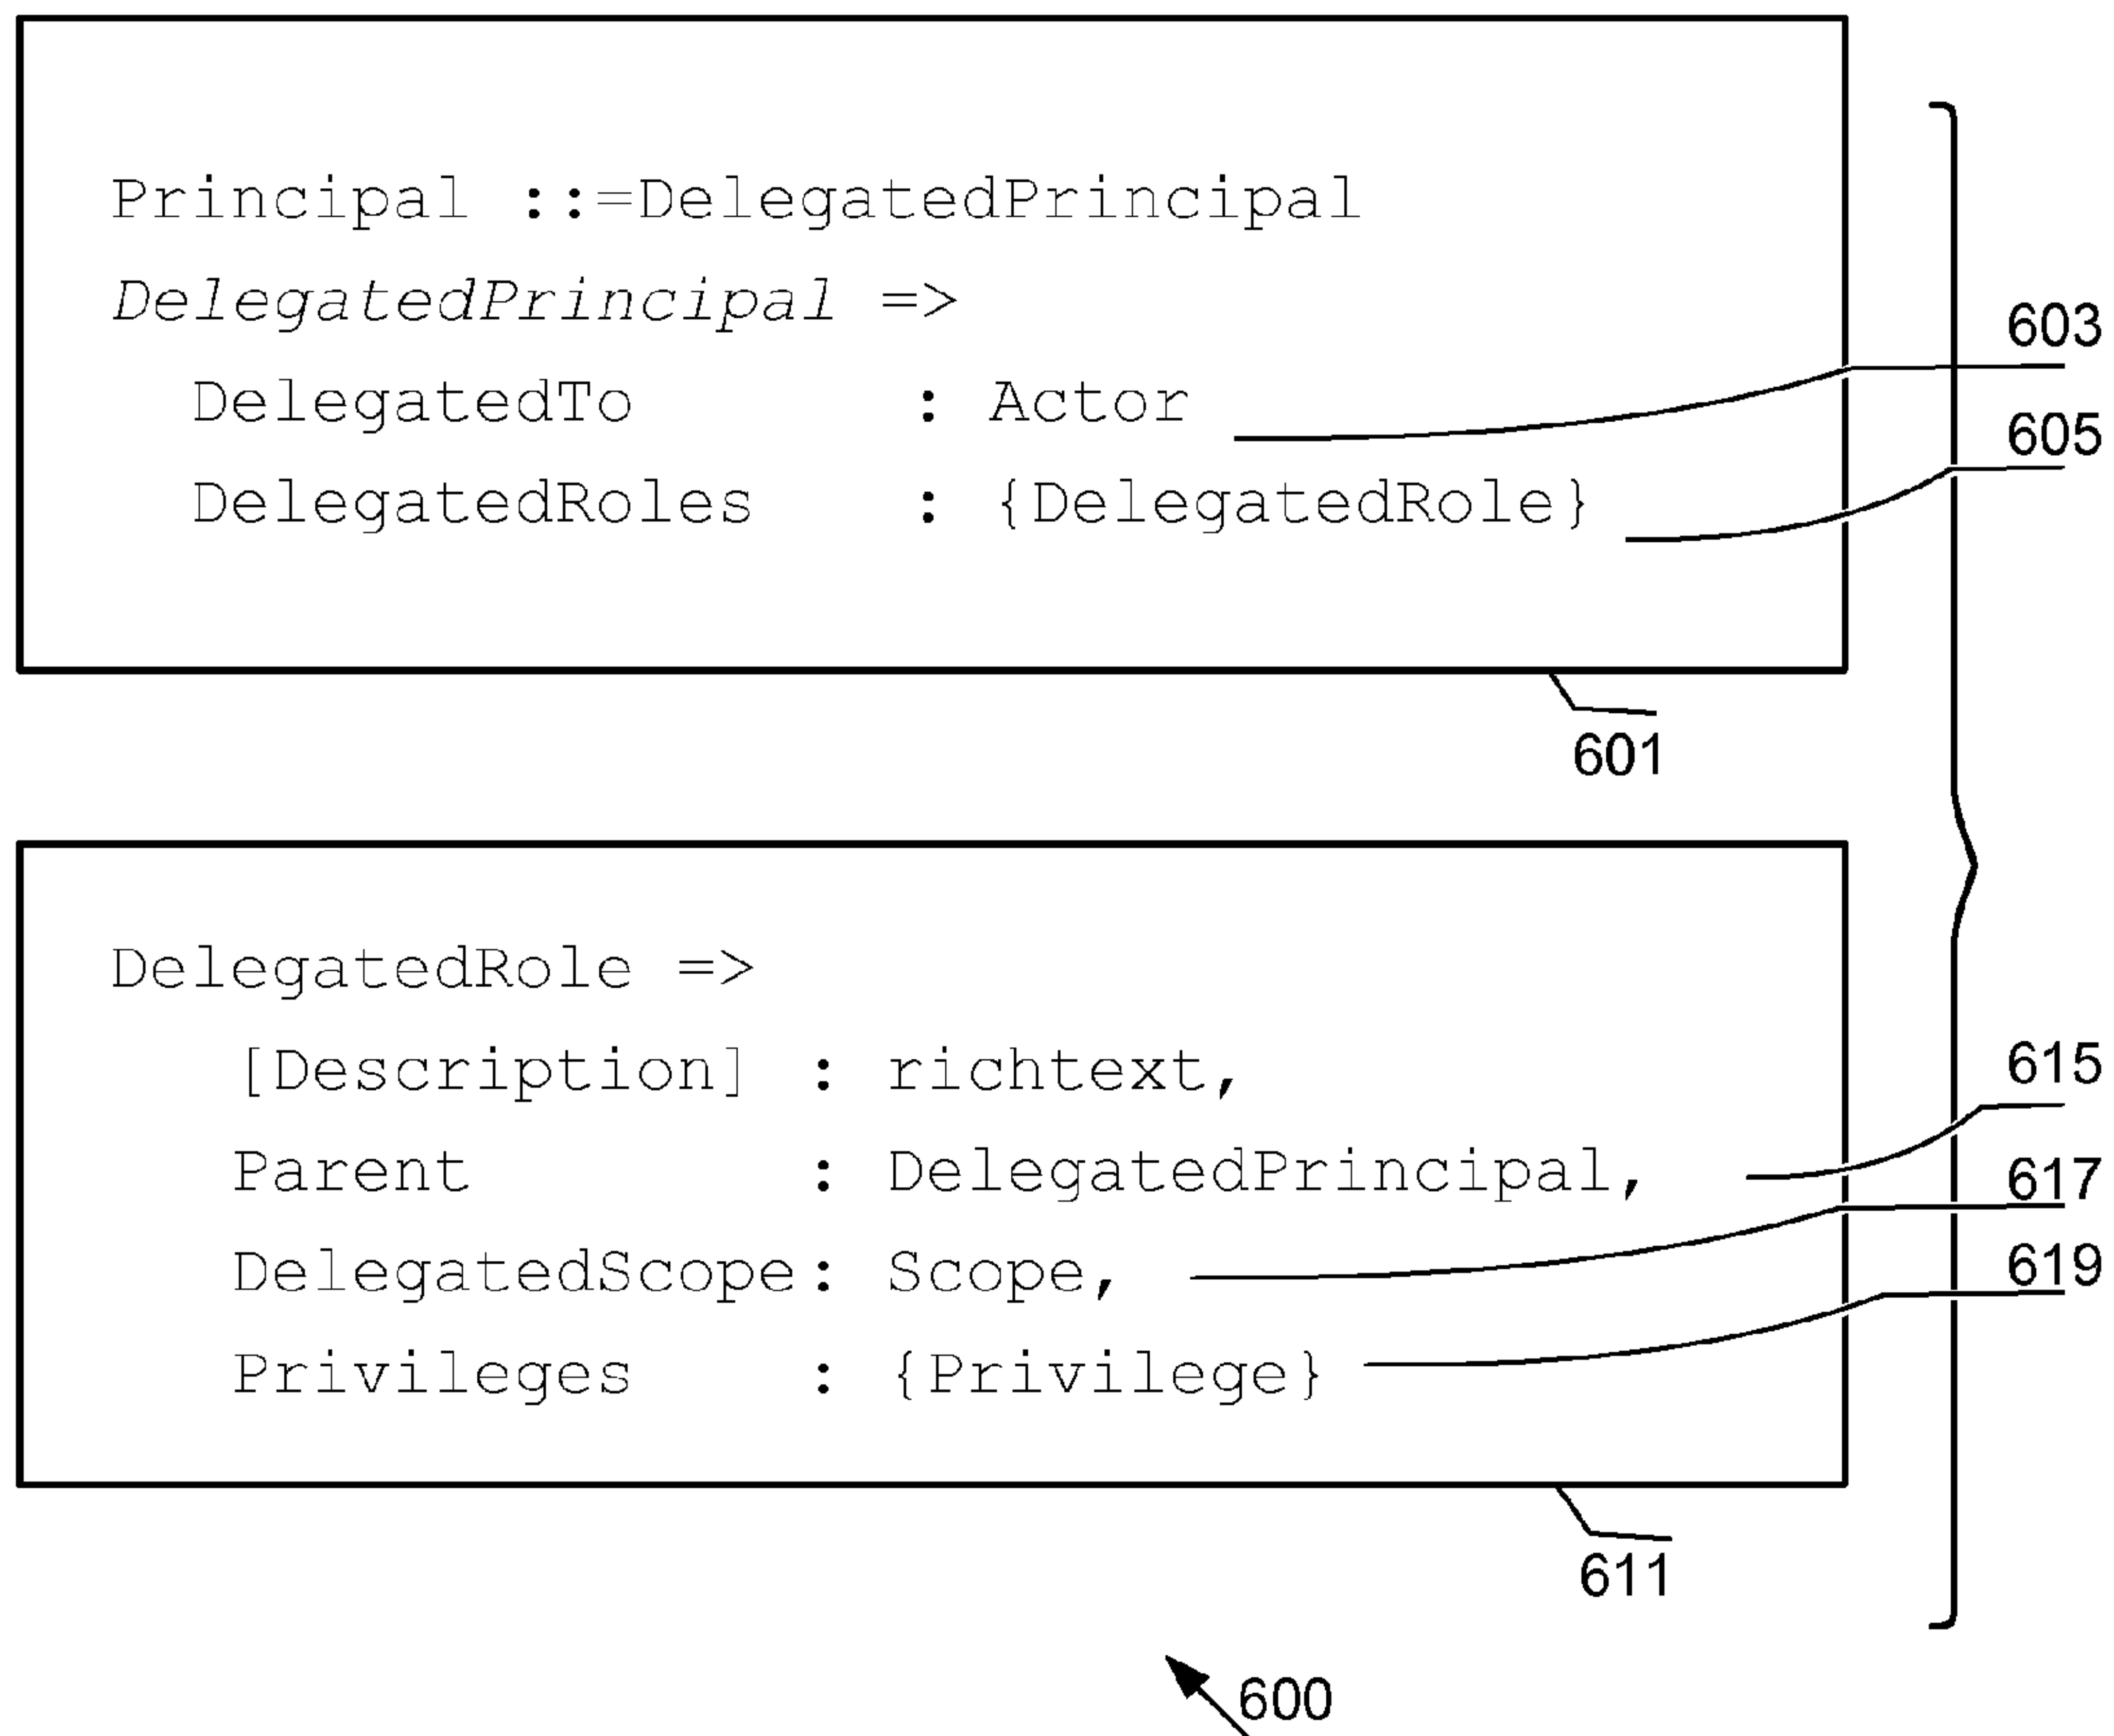 Principal ::=DelegatedPrincipal
DelegatedPrincipal =>
DelegatedTo : Actor
603
DelegatedRoles : {DelegatedRole}
605
601
DelegatedRole =>
[Description] : richtext,
Parent : DelegatedPrincipal,
615
DelegatedScope: Scope,
617
Privileges : {Privilege}
619
611
600